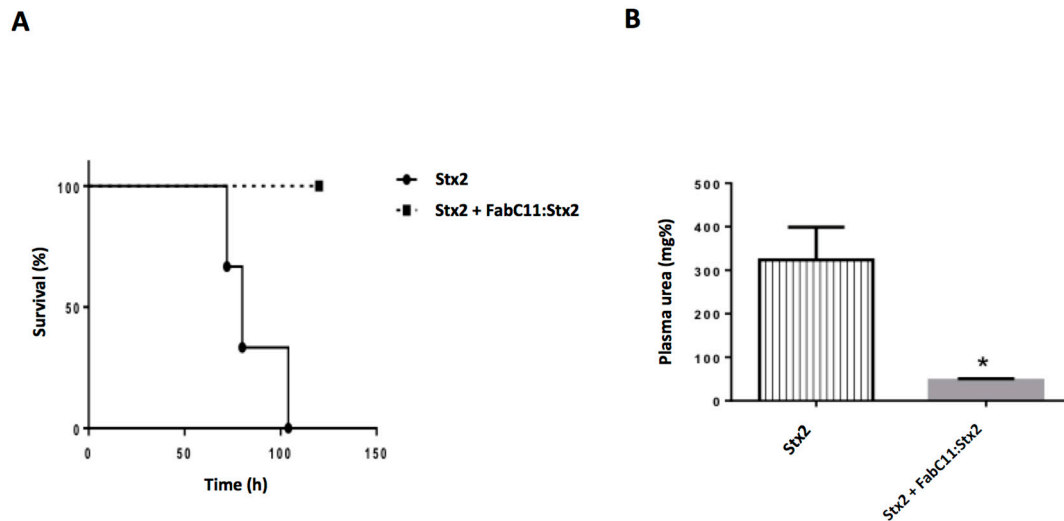 A
Survival (%)
100
50
0
0
50
100
150
Time (h)
Stx2
Stx2 + FabC11:Stx2
B
Plasma urea (mg%)
500
400
300
200
100
0
*
Stx2
Stx2 + FabC11:Stx2